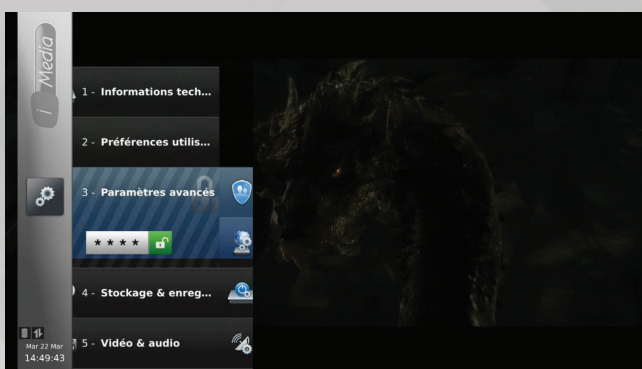 i Media
1 - Informations tech...
2 - Préférences utilis...
3 - Paramètres avancés
* * * *
4 - Stockage & enreg...
5 - Vidéo & audio
Mar 22 Mar
14:49:43